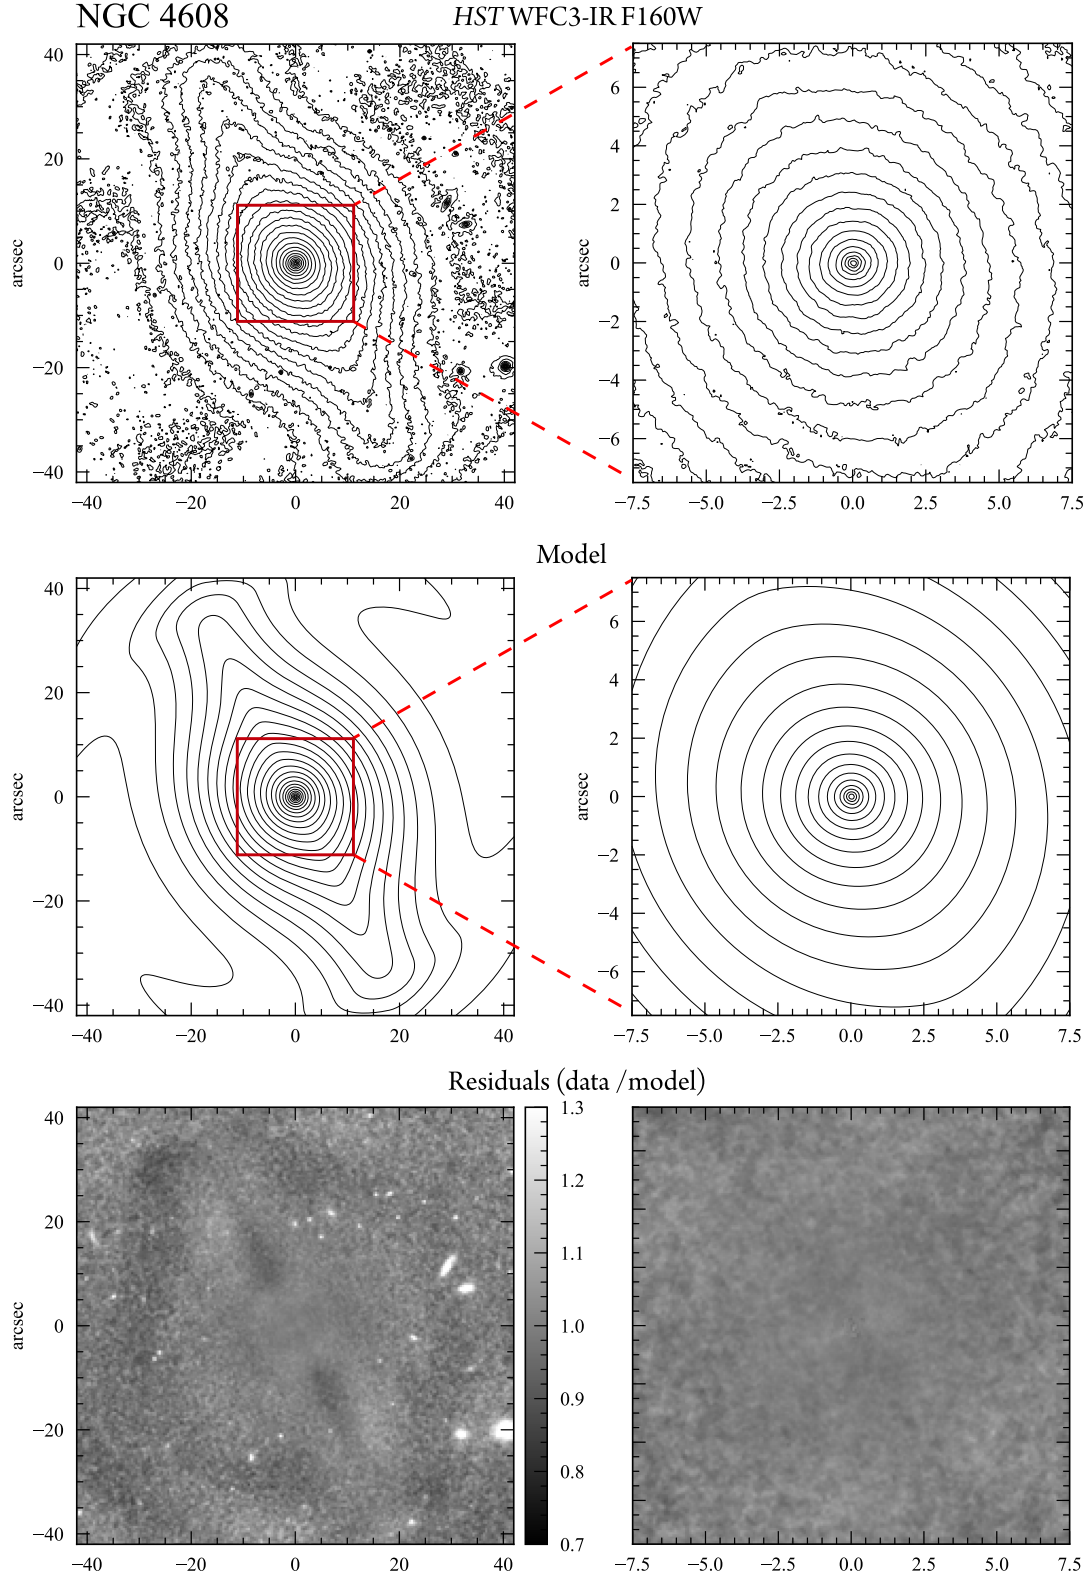 NGC 4608
HST WFC3-IR F160W
40
20
0
−20
−40
arcsec
−40 −20 0 20 40
6
4
2
0
−2
−4
−6
arcsec
−7.5 −5.0 −2.5 0.0 2.5 5.0 7.5
Model
40
20
0
−20
−40
arcsec
−40 −20 0 20 40
6
4
2
0
−2
−4
−6
arcsec
−7.5 −5.0 −2.5 0.0 2.5 5.0 7.5
Residuals (data /model)
40
20
0
−20
−40
arcsec
−40 −20 0 20 40
1.3
1.2
1.1
1.0
0.9
0.8
0.7
−7.5 −5.0 −2.5 0.0 2.5 5.0 7.5